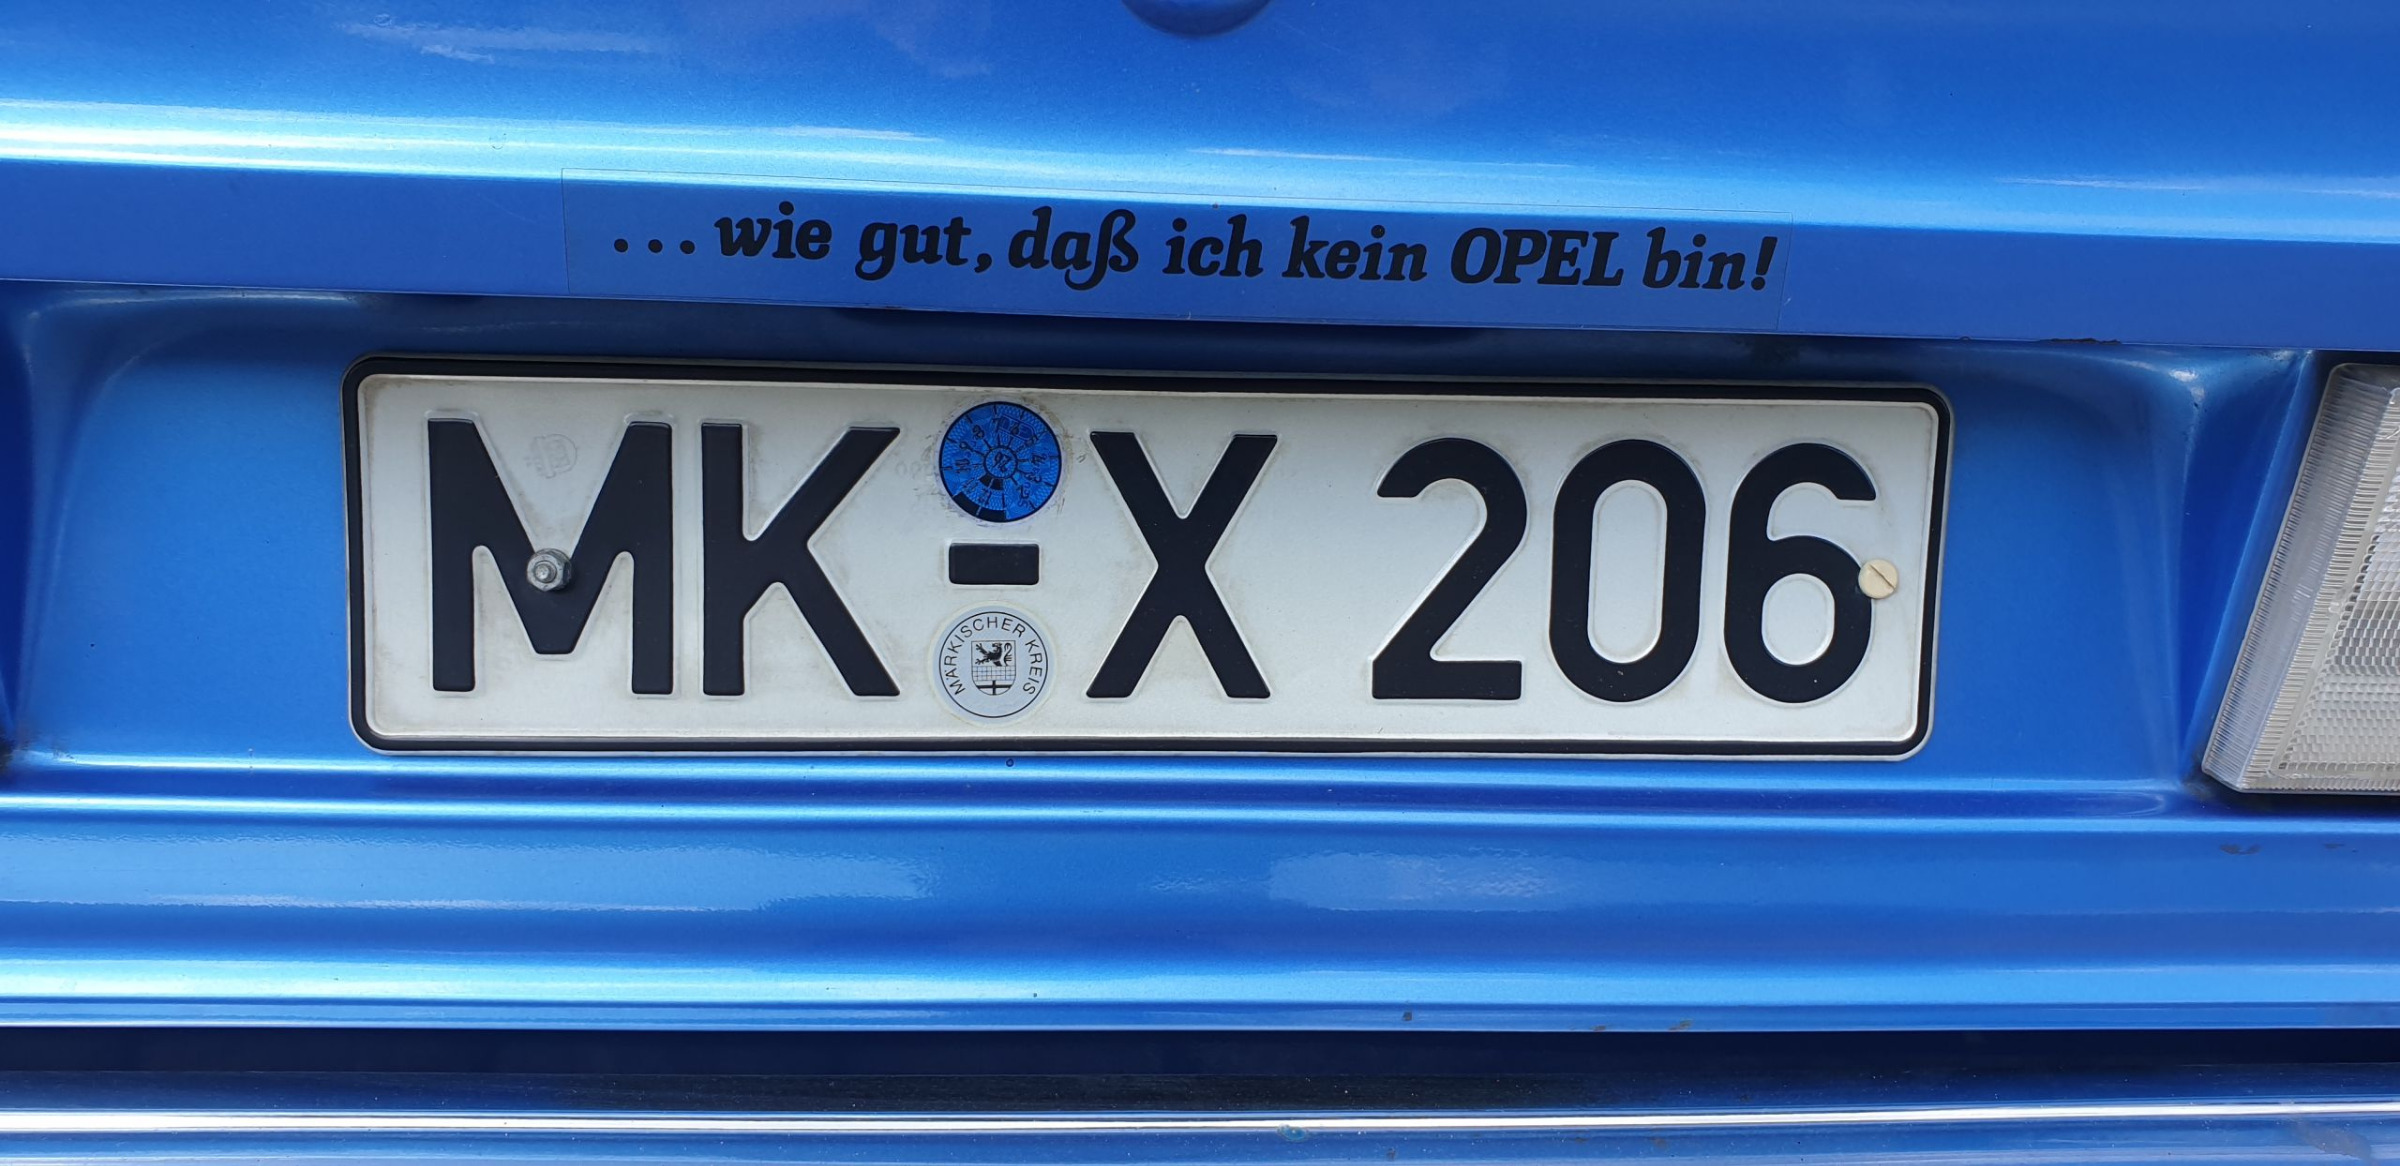 ...wie gut, daß ich kein OPEL bin!
MK-X 206
MÄRKISCHER KREIS